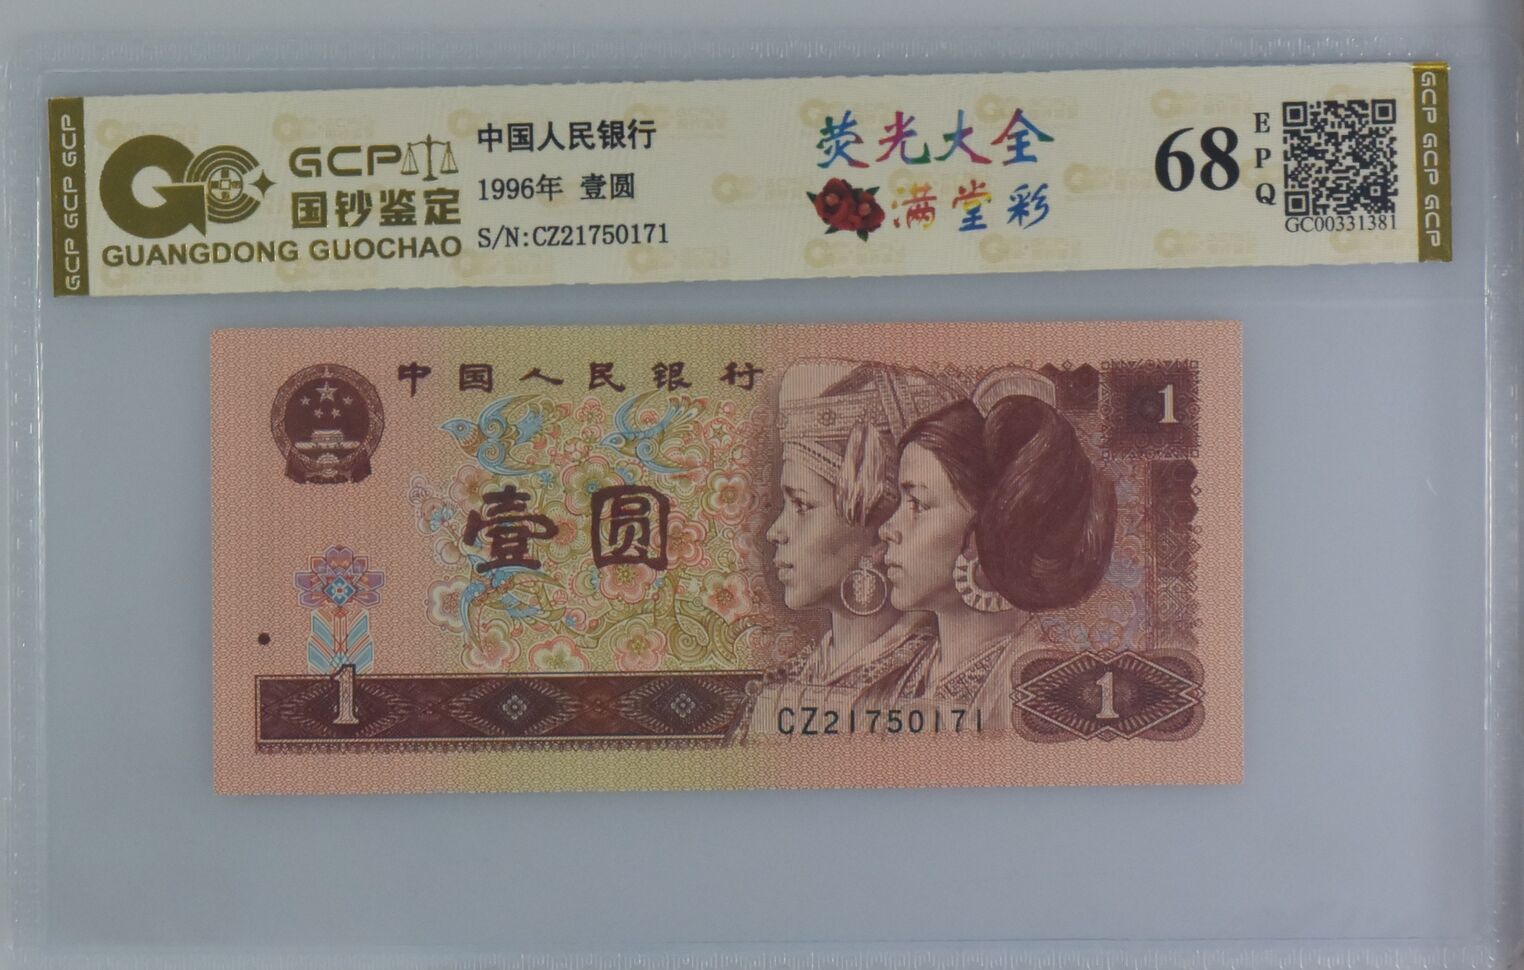 GCP
国钞鉴定
GUANGDONG GUOCHAO
中国人民银行
1996年 壹圆
S/N:CZ21750171
荧光大全
满堂彩
68
EPQ
GC00331381
GCP GCP GCP
GCP GCP GCP
中国人民银行
1
壹圆
1
CZ21750171
1